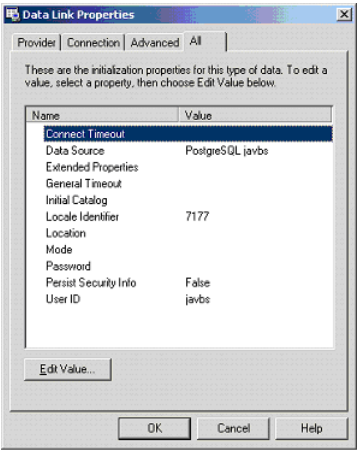 Data Link Properties
Provider Connection Advanced All
These are the initialization properties for this type of data. To edit a
value, select a property, then choose Edit Value below.
Name Value
Connect Timeout
Data Source PostgreSQL javbs
Extended Properties
General Timeout
Initial Catalog
Locale Identifier 7177
Location
Mode
Password
Persist Security Info False
User ID javbs
Edit Value...
OK Cancel Help